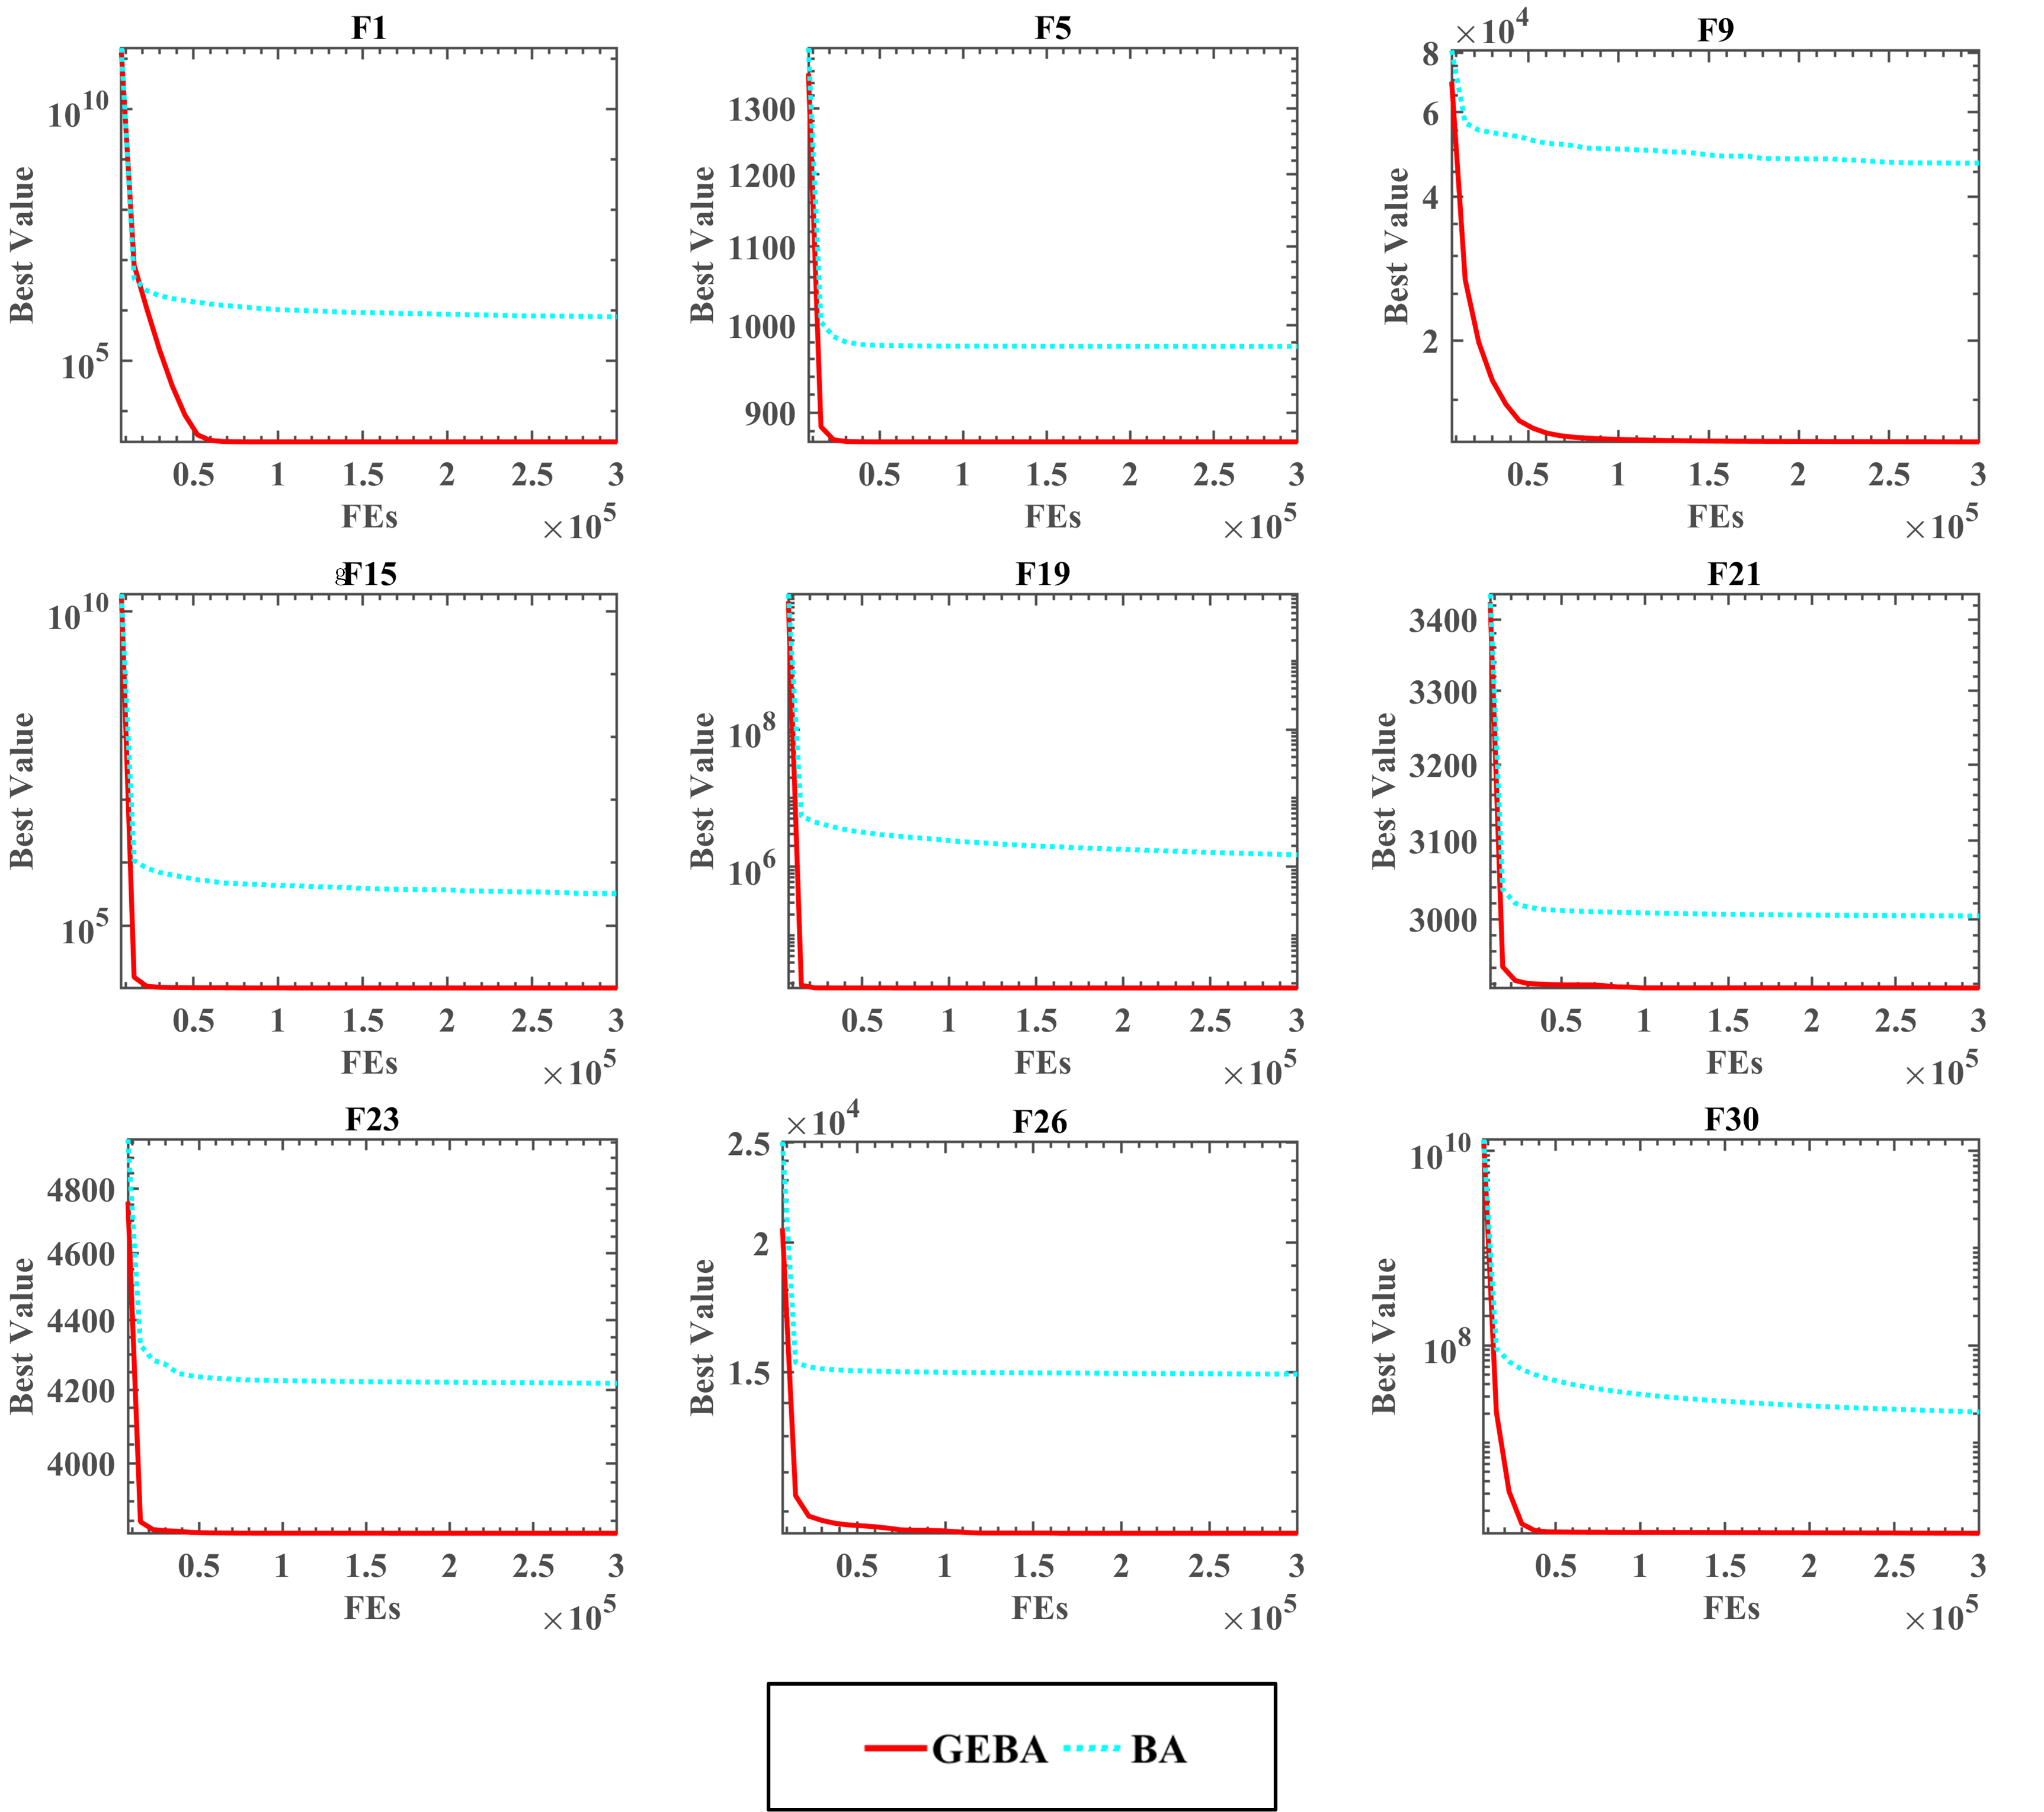 F1
Best Value
10^10
10^5
0.5 1 1.5 2 2.5 3
FEs
×10^5
F5
Best Value
1300
1200
1100
1000
900
0.5 1 1.5 2 2.5 3
FEs
×10^5
F9
×10^4
Best Value
8
6
4
2
0.5 1 1.5 2 2.5 3
FEs
×10^5
gF15
Best Value
10^10
10^5
0.5 1 1.5 2 2.5 3
FEs
×10^5
F19
Best Value
10^8
10^6
0.5 1 1.5 2 2.5 3
FEs
×10^5
F21
Best Value
3400
3300
3200
3100
3000
0.5 1 1.5 2 2.5 3
FEs
×10^5
F23
Best Value
4800
4600
4400
4200
4000
0.5 1 1.5 2 2.5 3
FEs
×10^5
F26
×10^4
Best Value
2.5
2
1.5
0.5 1 1.5 2 2.5 3
FEs
×10^5
F30
Best Value
10^10
10^8
0.5 1 1.5 2 2.5 3
FEs
×10^5
GEBA BA